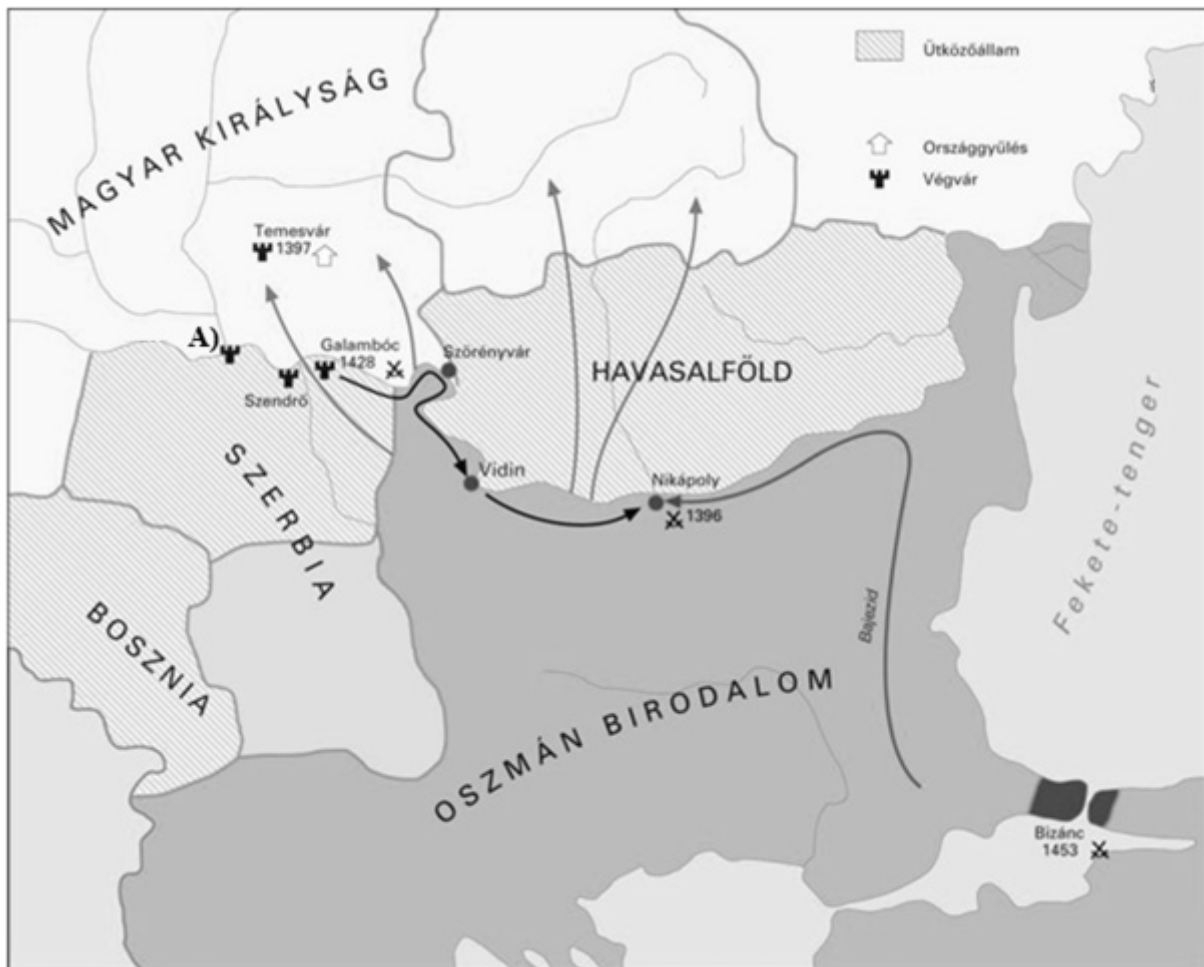 MAGYAR KIRÁLYSÁG
Ütközőállam
Országgyűlés
Végvár
Temesvár
1397
A)
Galambóc
1428
Szörényvár
Szendrő
HAVASALFÖLD
SZERBIA
Vidin
Nikápoly
1396
BOSZNIA
Bajezid
OSZMÁN BIRODALOM
Fekete-tenger
Bizánc
1453